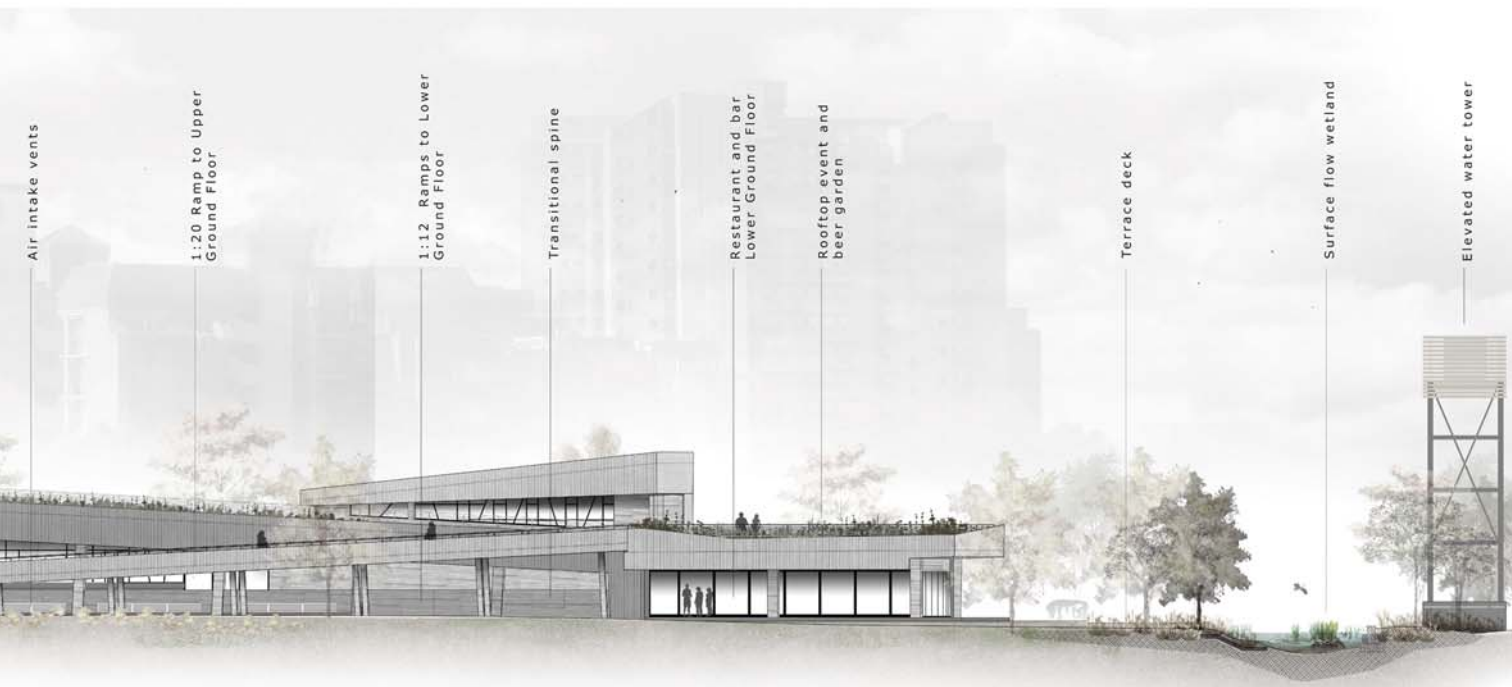 Air intake vents
1:20 Ramp to Upper
Ground Floor
1:12 Ramps to Lower
Ground Floor
Transitional spine
Restaurant and bar
Lower Ground Floor
Rooftop event and
beer garden
Terrace deck
Surface flow wetland
Elevated water tower